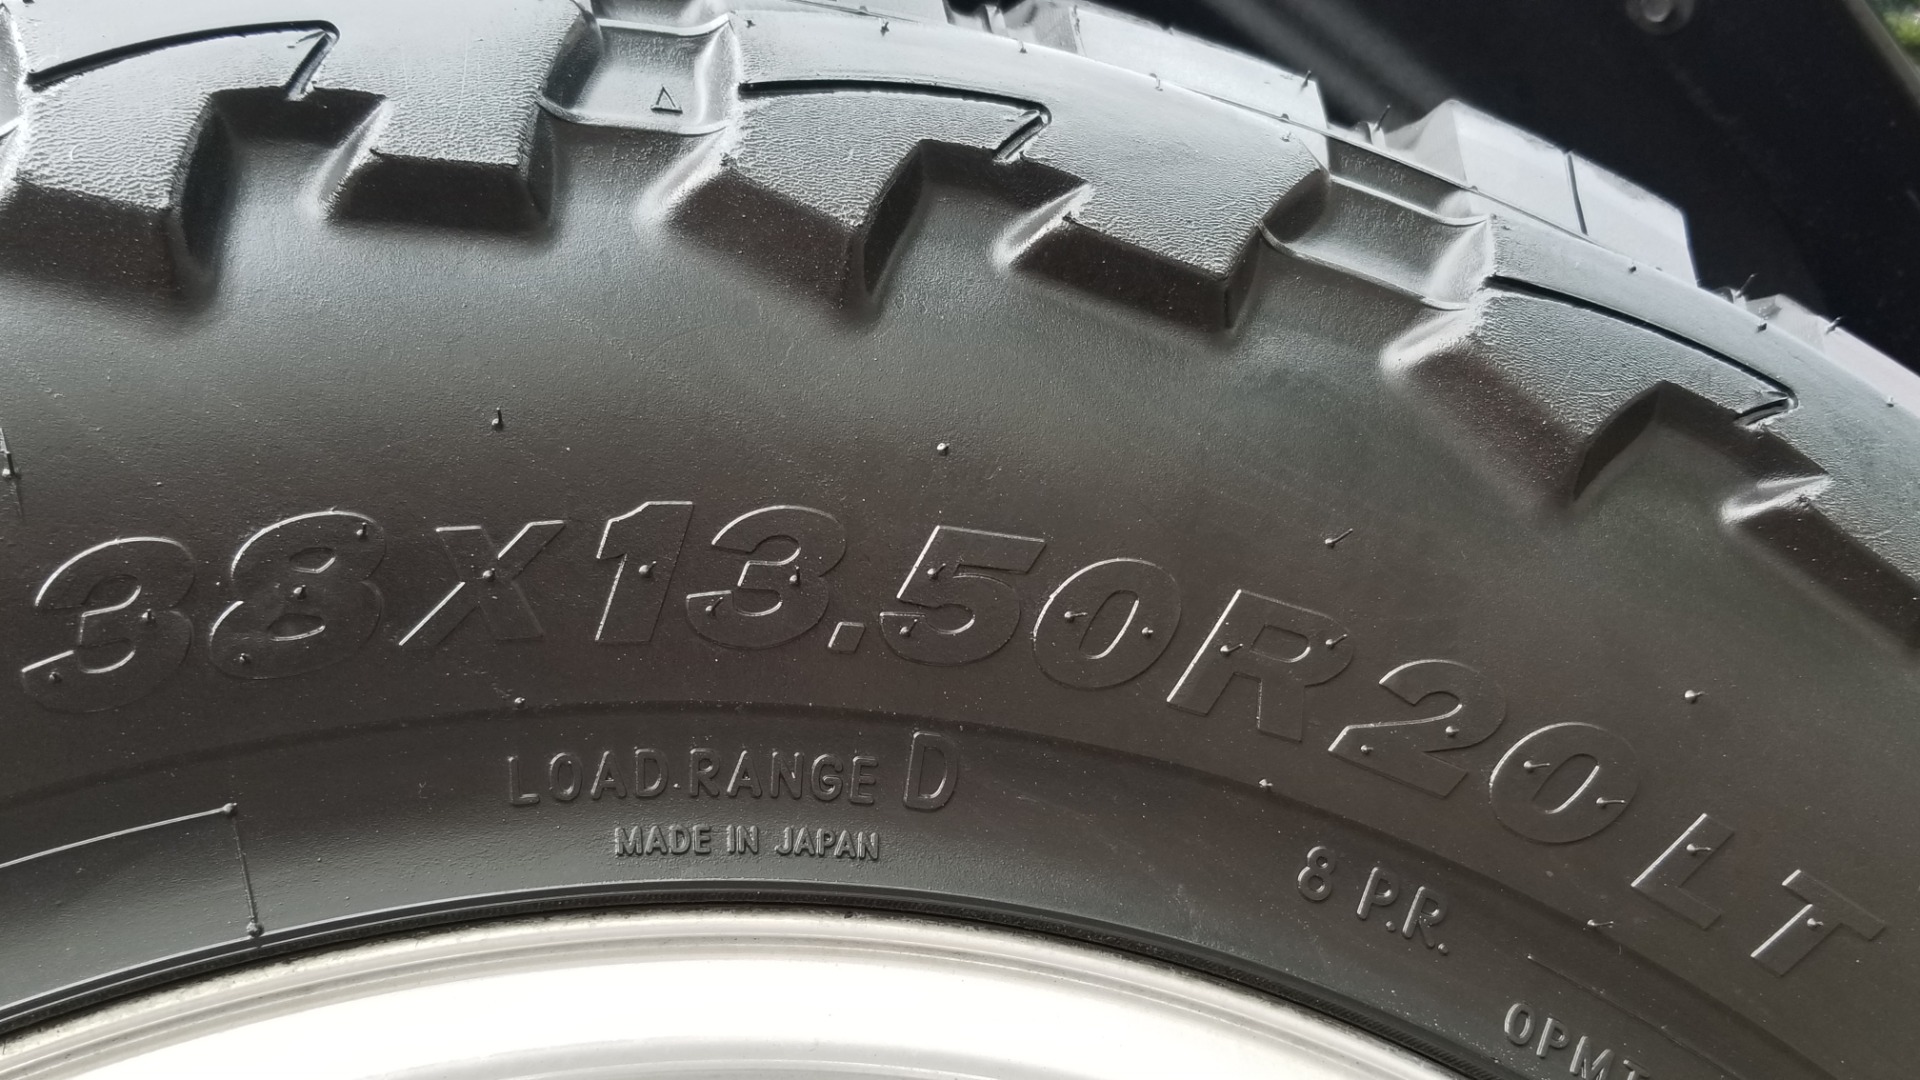 38X13.50R20 LT
LOAD RANGE D
MADE IN JAPAN
8 P.R.